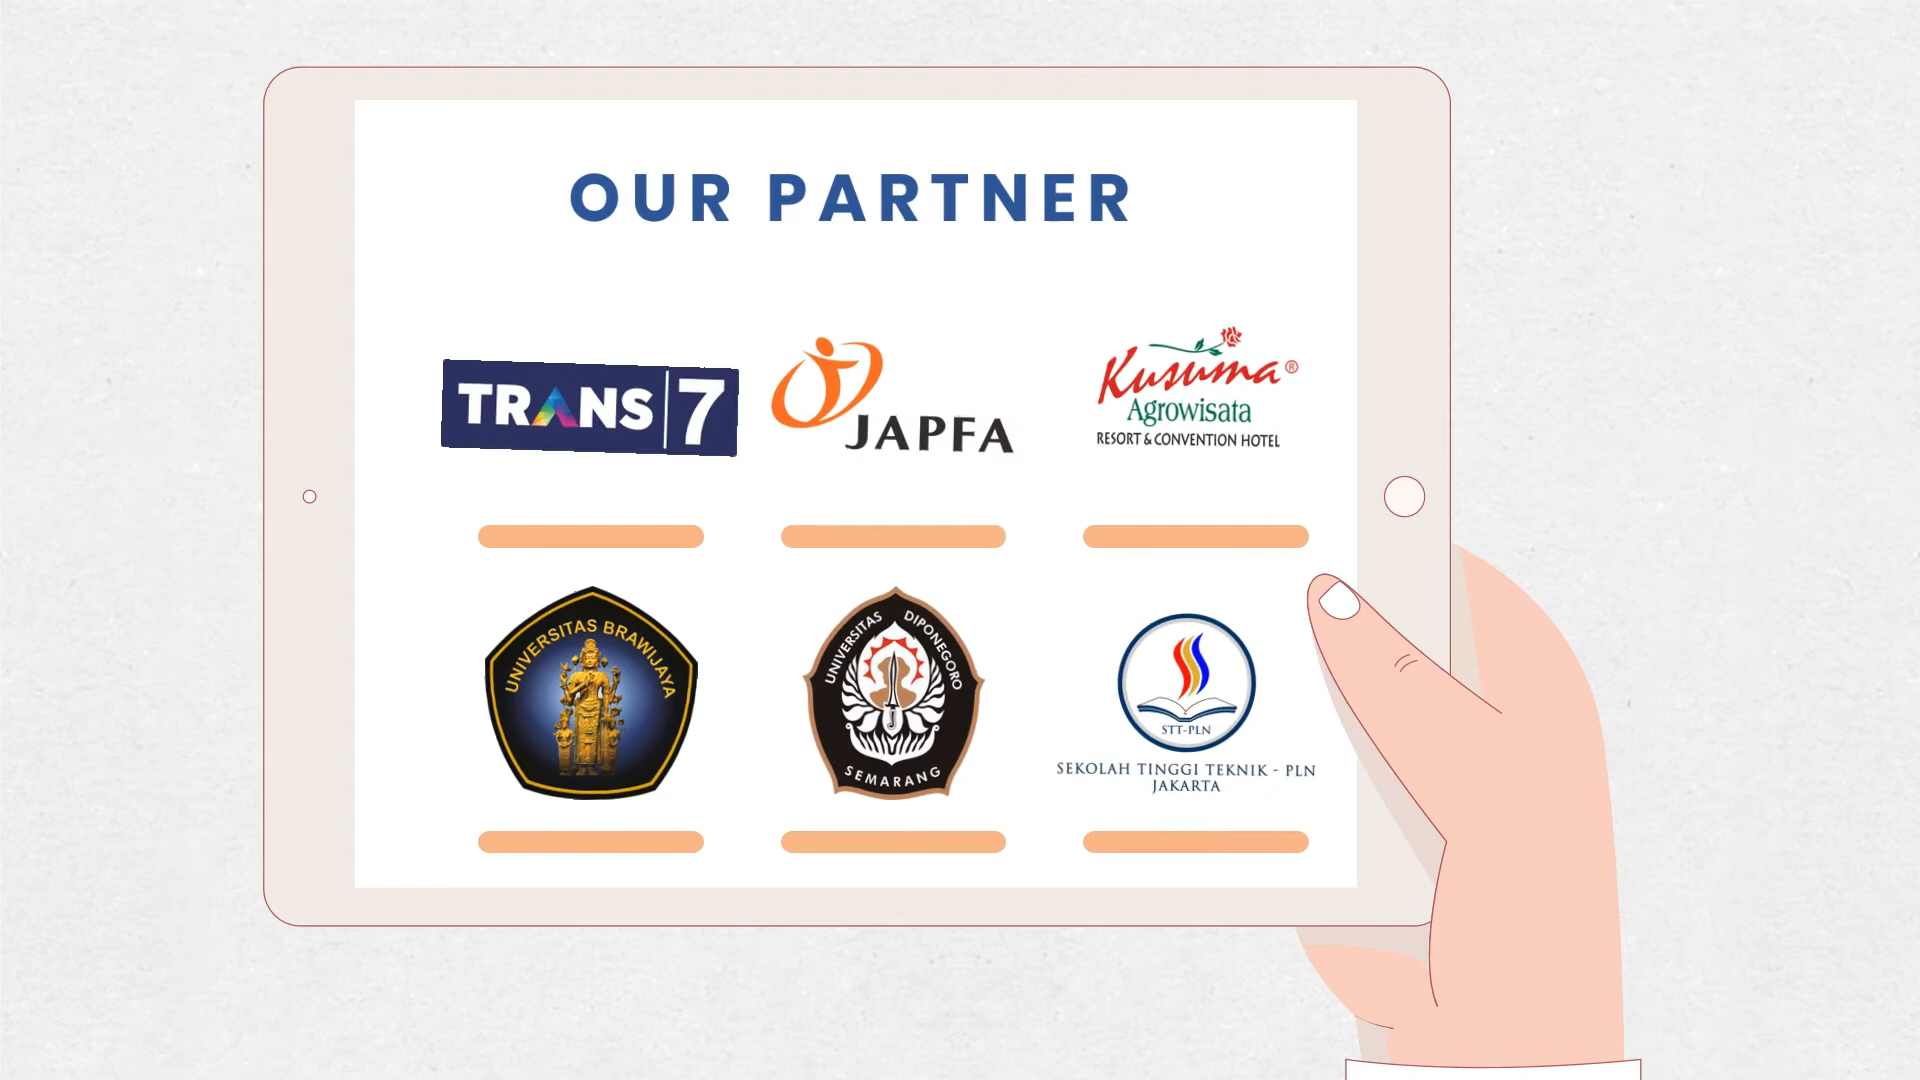 OUR PARTNER
TRANS 7
JAPFA
Kusuma®
Agrowisata
RESORT & CONVENTION HOTEL
UNIVERSITAS BRAWIJAYA
UNIVERSITAS DIPONEGORO
SEMARANG
STT-PLN
SEKOLAH TINGGI TEKNIK - PLN
JAKARTA